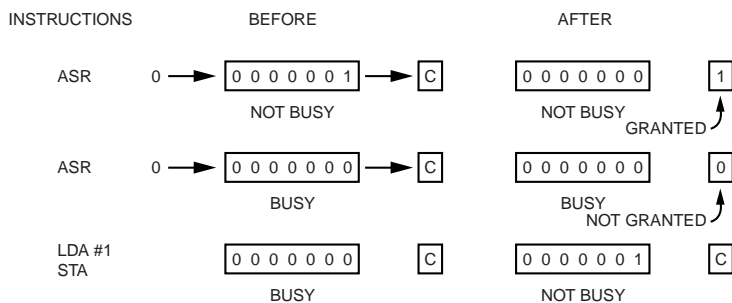 INSTRUCTIONS BEFORE AFTER
ASR 0 0 0 0 0 0 0 1 C 0 0 0 0 0 0 0 1
NOT BUSY NOT BUSY
GRANTED
ASR 0 0 0 0 0 0 0 0 C 0 0 0 0 0 0 0 0
BUSY BUSY
NOT GRANTED
LDA #1
STA 0 0 0 0 0 0 0 C 0 0 0 0 0 0 1 C
BUSY NOT BUSY